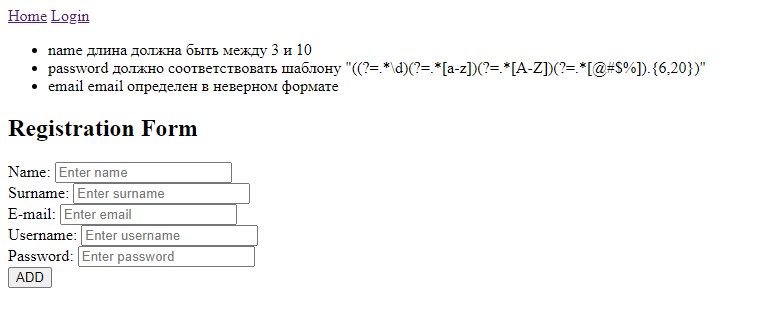 Home Login
name длина должна быть между 3 и 10
password должно соответствовать шаблону "((?=.*\d)(?=.*[a-z])(?=.*[A-Z])(?=.*[@#$%]).{6,20})"
email email определен в неверном формате
Registration Form
Name: Enter name
Surname: Enter surname
E-mail: Enter email
Username: Enter username
Password: Enter password
ADD